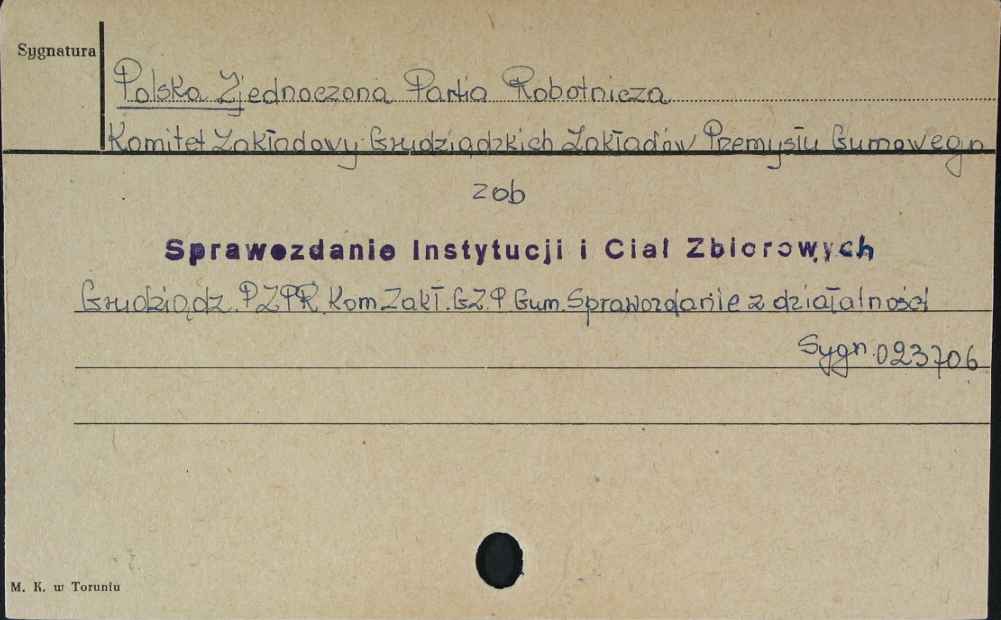 Sygnatura
Polska Zjednoczona Partia Robotnicza
Komitet Zakładowy Grudziądzkich Zakładów Przemysłu Gumowego
zob
Sprawozdanie Instytucji i Ciał Zbiorowych
Grudziądz. PZPR. Kom. Zakł. GZP Gum. Sprawozdanie z działalności
Sygn. 023706
M. K. w Toruniu